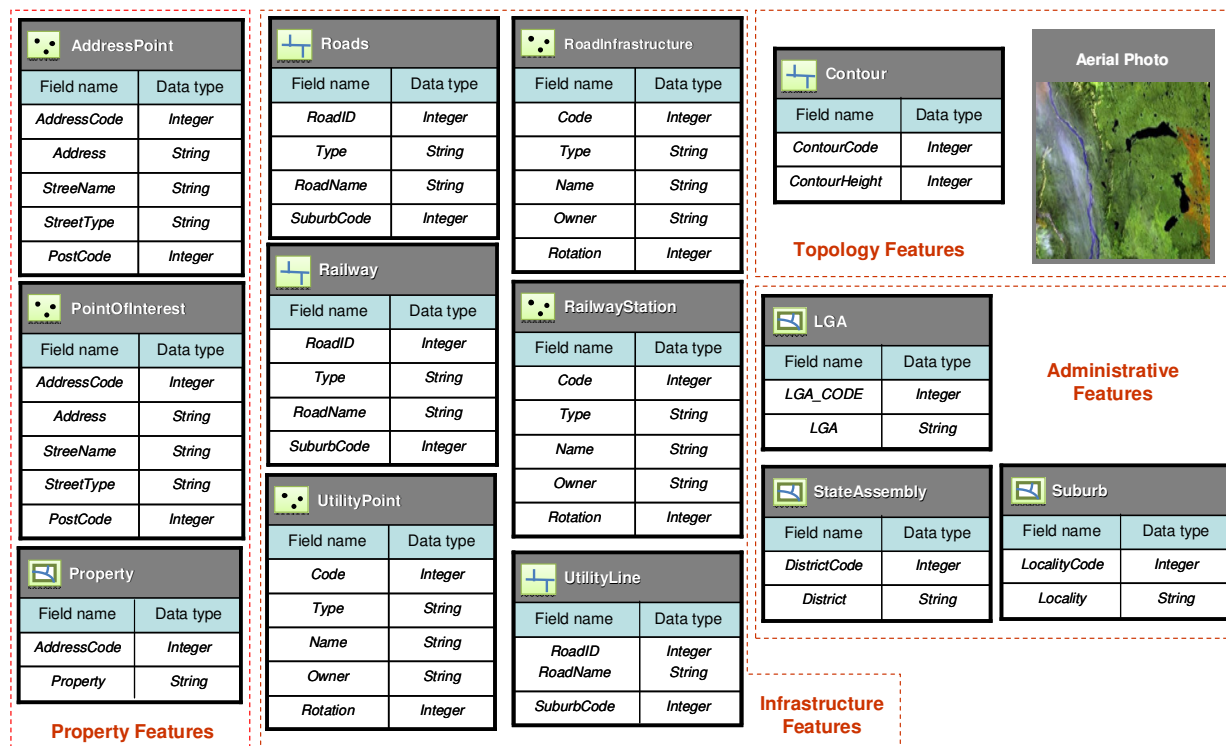 AddressPoint
Field name Data type
AddressCode Integer
Address String
StreeName String
StreetType String
PostCode Integer
PointOfInterest
Field name Data type
AddressCode Integer
Address String
StreeName String
StreetType String
PostCode Integer
Property
Field name Data type
AddressCode Integer
Property String
Property Features
Roads
Field name Data type
RoadID Integer
Type String
RoadName String
SuburbCode Integer
Railway
Field name Data type
RoadID Integer
Type String
RoadName String
SuburbCode Integer
UtilityPoint
Field name Data type
Code Integer
Type String
Name String
Owner String
Rotation Integer
RoadInfrastructure
Field name Data type
Code Integer
Type String
Name String
Owner String
Rotation Integer
RailwayStation
Field name Data type
Code Integer
Type String
Name String
Owner String
Rotation Integer
UtilityLine
Field name Data type
RoadID Integer
RoadName String
SuburbCode Integer
Infrastructure
Features
Contour
Field name Data type
ContourCode Integer
ContourHeight Integer
Topology Features
Aerial Photo
LGA
Field name Data type
LGA_CODE Integer
LGA String
Administrative
Features
StateAssembly
Field name Data type
DistrictCode Integer
District String
Suburb
Field name Data type
LocalityCode Integer
Locality String